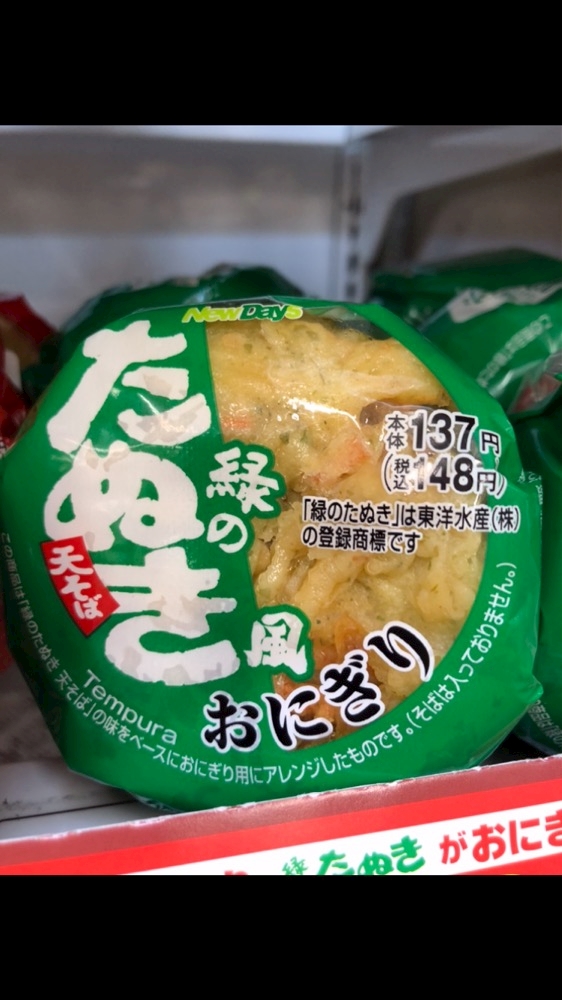 NewDays
緑の
たぬき
風
天そば
おにぎり
Tempura
本体137円
(税込148円)
「緑のたぬき」は東洋水産(株)
の登録商標です
この商品は「緑のたぬき 天そば」の味をベースにおにぎり用にアレンジしたものです。(そばは入っておりません。)
緑のたぬきがおにぎ